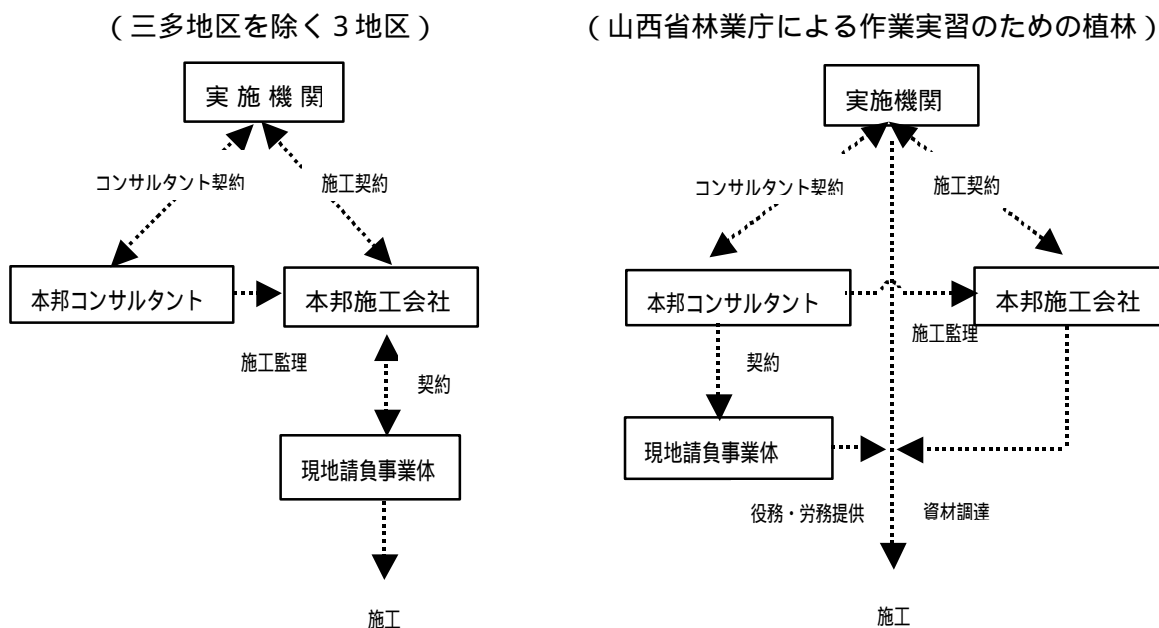 （三多地区を除く３地区）
実 施 機 関
コンサルタント契約
施工契約
本邦コンサルタント
本邦施工会社
施工監理
契約
現地請負事業体
施工
（山西省林業庁による作業実習のための植林）
実施機関
コンサルタント契約
施工契約
本邦コンサルタント
本邦施工会社
施工監理
契約
現地請負事業体
役務・労務提供
資材調達
施工